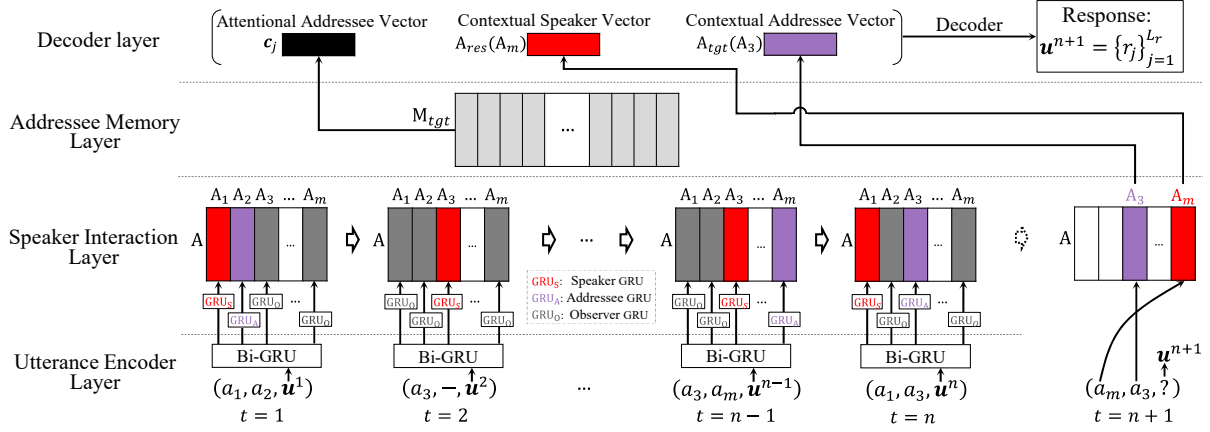 Decoder layer
Attentional Addressee Vector
c_j
Contextual Speaker Vector
A_res(A_m)
Contextual Addressee Vector
A_tgt(A_3)
Decoder
Response:
u^{n+1} = {r_j}_{j=1}^{L_r}
Addressee Memory
Layer
M_tgt
...
Speaker Interaction
Layer
A_1 A_2 A_3 ... A_m
A
...
GRU_S GRU_A GRU_O ... GRU_O
A_1 A_2 A_3 ... A_m
A
...
GRU_O GRU_O GRU_S ... GRU_O
...
GRU_S: Speaker GRU
GRU_A: Addressee GRU
GRU_O: Observer GRU
A_1 A_2 A_3 ... A_m
A
...
GRU_O GRU_O GRU_S ... GRU_A
A_1 A_2 A_3 ... A_m
A
...
GRU_S GRU_O GRU_A ... GRU_O
A_3 A_m
A
...
Utterance Encoder
Layer
Bi-GRU
(a_1, a_2, u^1)
t = 1
Bi-GRU
(a_3, −, u^2)
t = 2
...
Bi-GRU
(a_3, a_m, u^{n−1})
t = n − 1
Bi-GRU
(a_1, a_3, u^n)
t = n
u^{n+1}
(a_m, a_3, ?)
t = n + 1